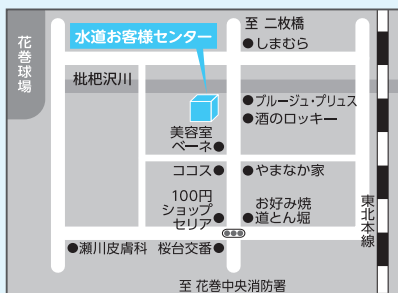 至 二枚橋
花巻球場
水道お客様センター
●しまむら
枇杷沢川
●ブルージュ・プリュス
●酒のロッキー
美容室
ベーネ●
ココス●
●やまなか家
100円
ショップ
セリア●
お好み焼
●道とん堀
東北本線
●瀬川皮膚科
桜台交番●
至 花巻中央消防署